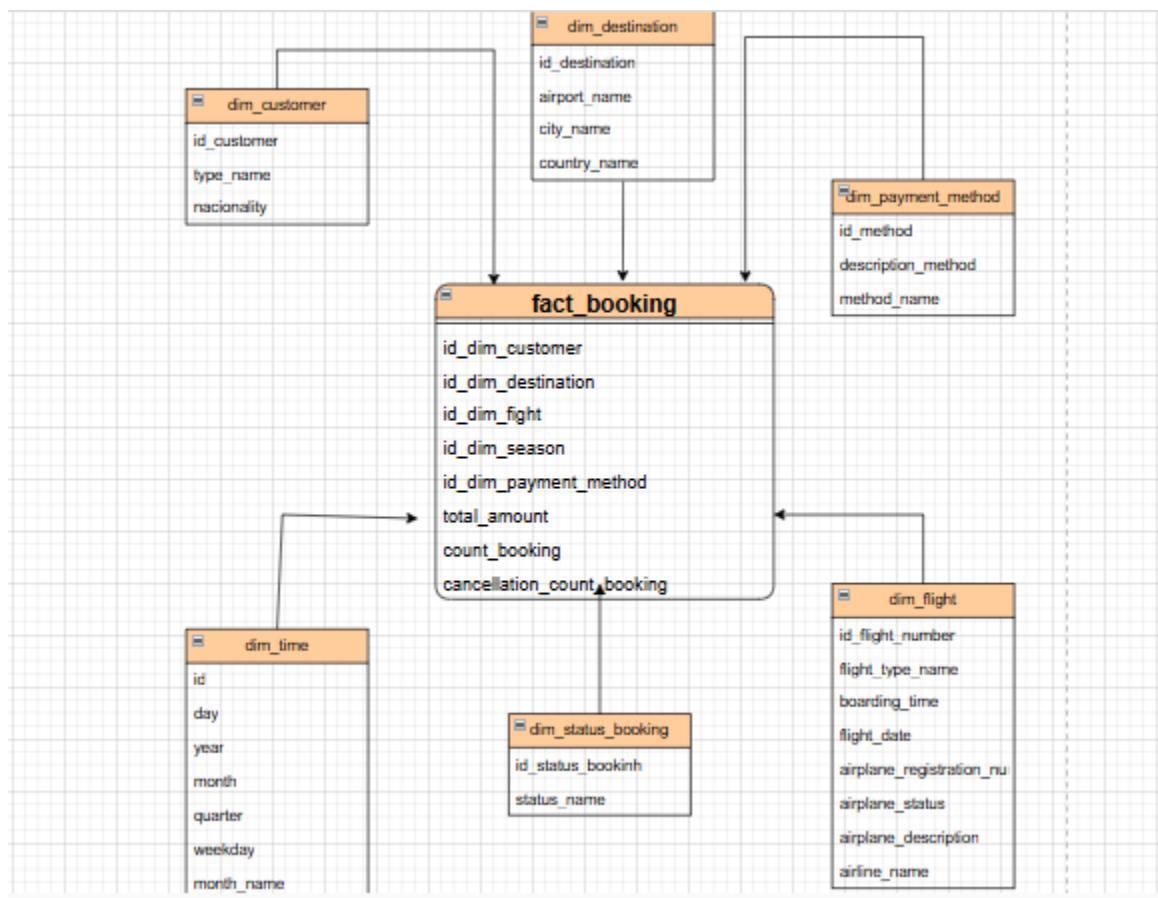 dim_destination
id_destination
airport_name
city_name
country_name
dim_customer
id_customer
type_name
nacionality
dim_payment_method
id_method
description_method
method_name
fact_booking
id_dim_customer
id_dim_destination
id_dim_fight
id_dim_season
id_dim_payment_method
total_amount
count_booking
cancellation_count_booking
dim_time
id
day
year
month
quarter
weekday
month_name
dim_status_booking
id_status_bookinh
status_name
dim_flight
id_flight_number
flight_type_name
boarding_time
flight_date
airplane_registration_nu
airplane_status
airplane_description
airline_name